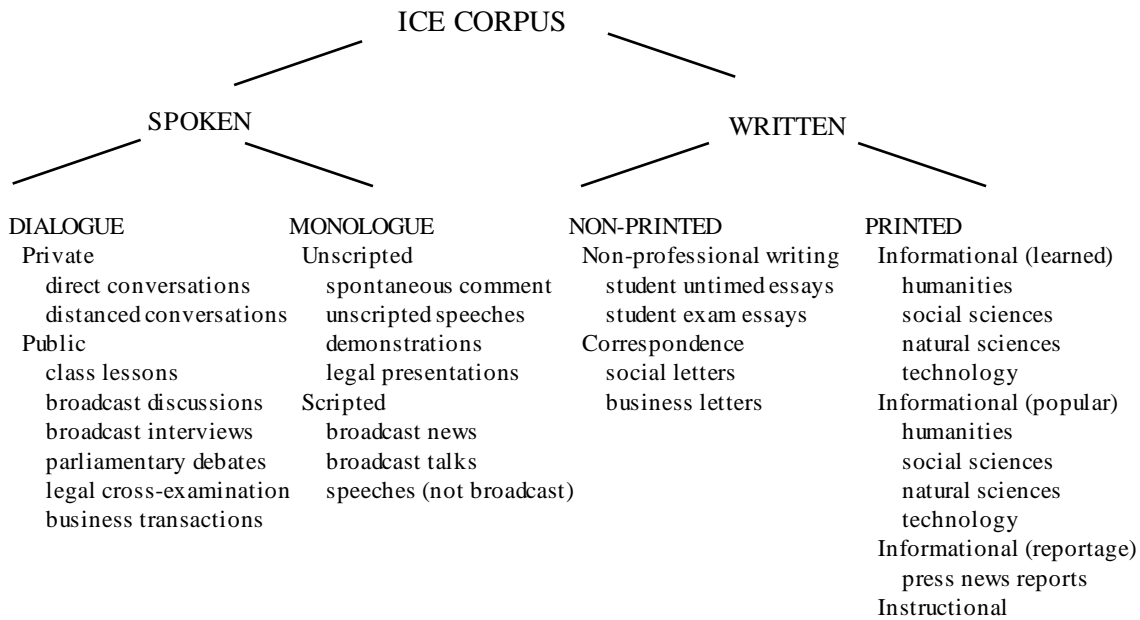 ICE CORPUS
SPOKEN
WRITTEN
DIALOGUE
Private
direct conversations
distanced conversations
Public
class lessons
broadcast discussions
broadcast interviews
parliamentary debates
legal cross-examination
business transactions
MONOLOGUE
Unscripted
spontaneous comment
unscripted speeches
demonstrations
legal presentations
Scripted
broadcast news
broadcast talks
speeches (not broadcast)
NON-PRINTED
Non-professional writing
student untimed essays
student exam essays
Correspondence
social letters
business letters
PRINTED
Informational (learned)
humanities
social sciences
natural sciences
technology
Informational (popular)
humanities
social sciences
natural sciences
technology
Informational (reportage)
press news reports
Instructional